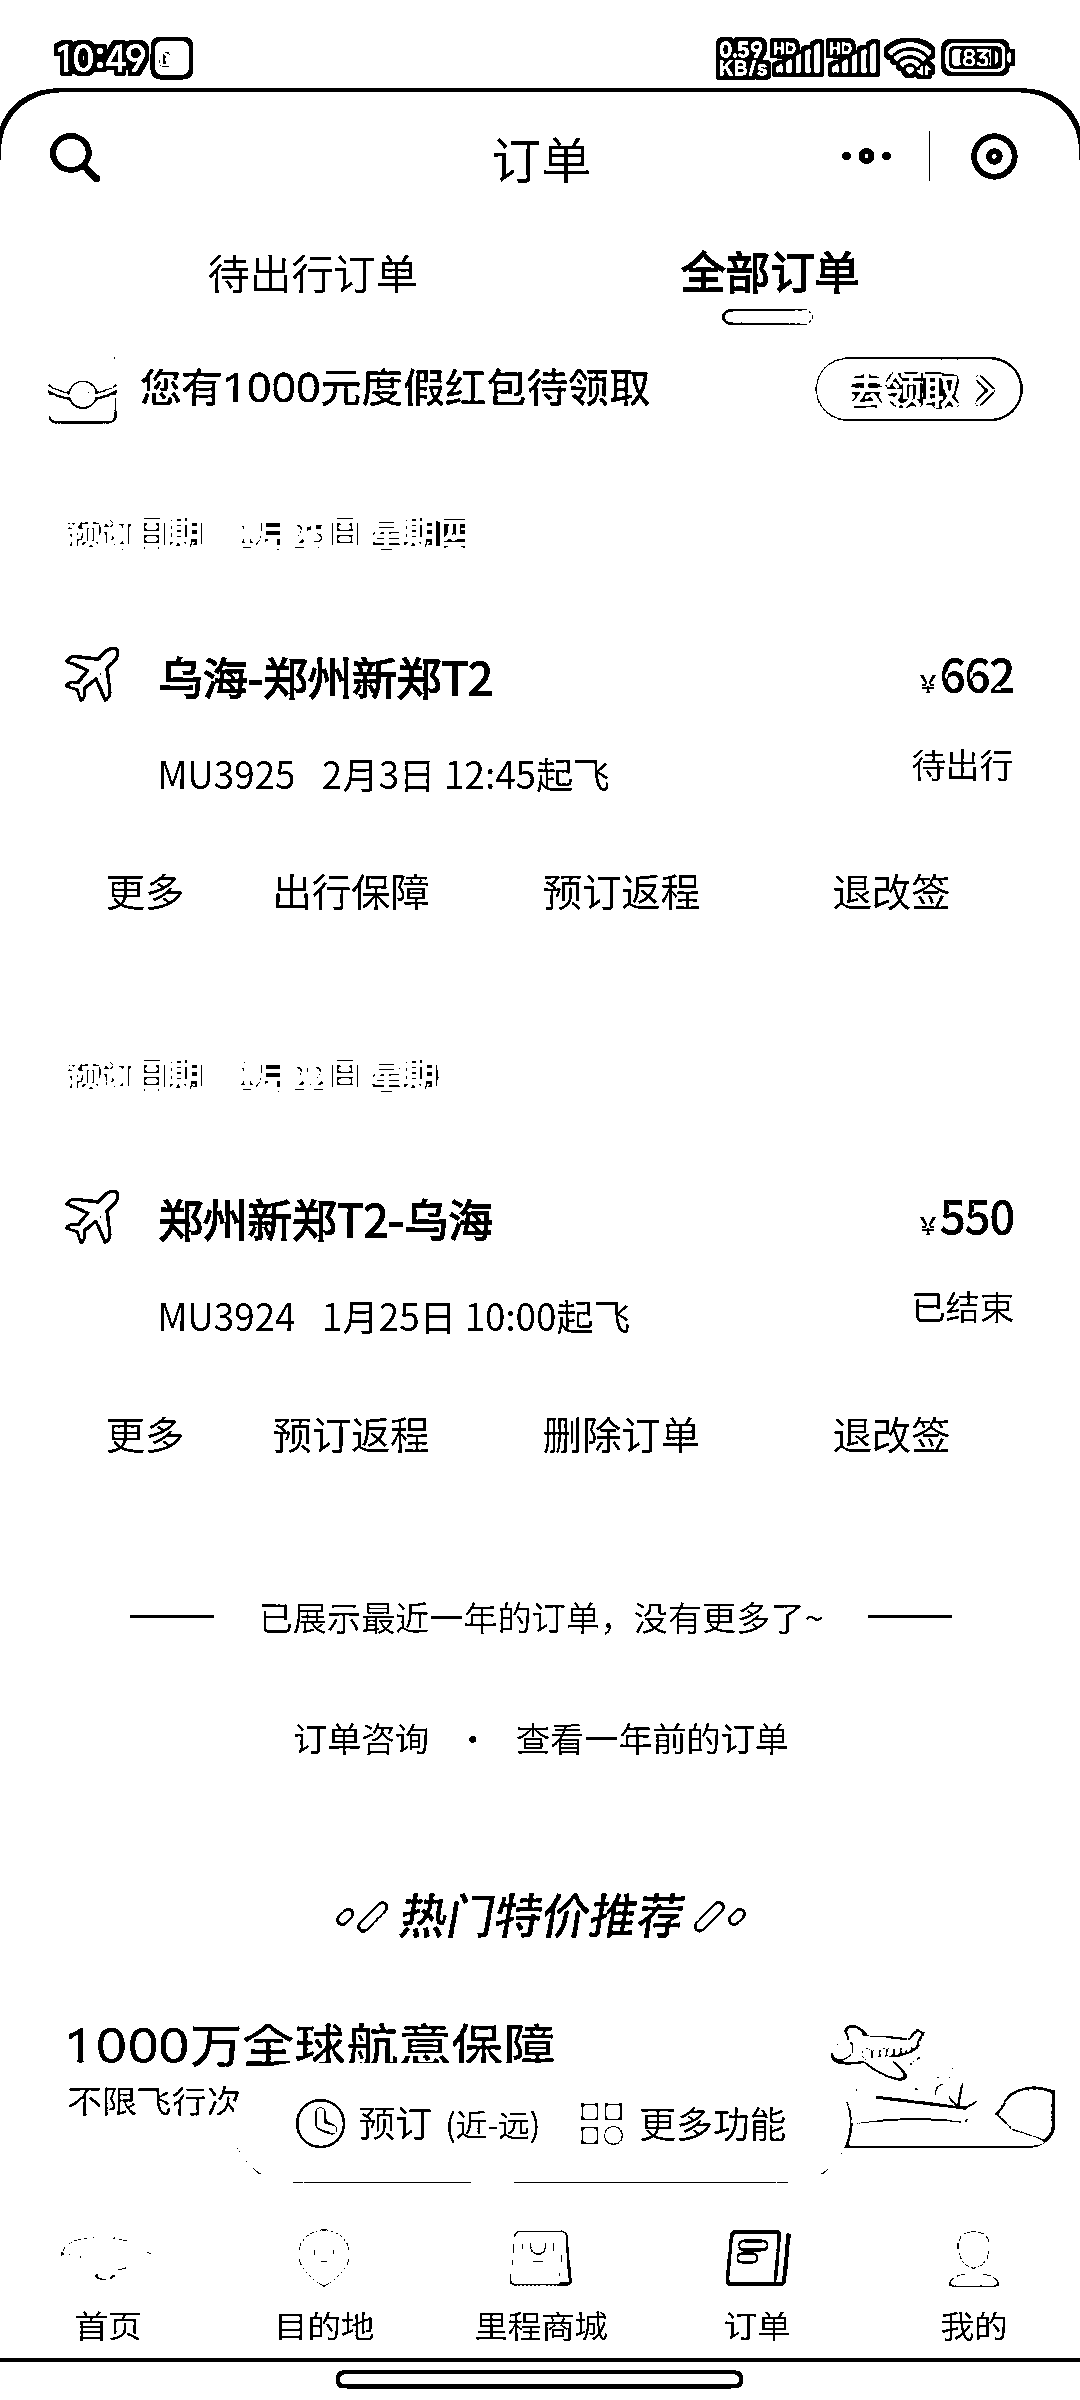 10:49
0.59 KB/s HD HD 83
订单
待出行订单 全部订单
您有1000元度假红包待领取 去领取
预订日期 1月25日 星期四
乌海-郑州新郑T2 ¥662
MU3925 2月3日 12:45起飞 待出行
更多 出行保障 预订返程 退改签
预订日期 1月 日 星期
郑州新郑T2-乌海 ¥550
MU3924 1月25日 10:00起飞 已结束
更多 预订返程 删除订单 退改签
已展示最近一年的订单，没有更多了~
订单咨询 · 查看一年前的订单
热门特价推荐
1000万全球航意保障
不限飞行次
预订 (近-远) 更多功能
首页 目的地 里程商城 订单 我的